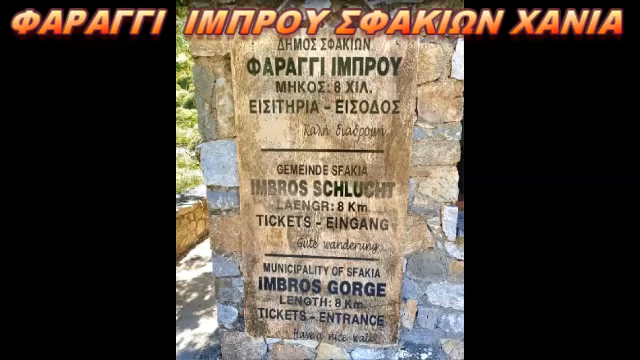 ΦΑΡΑΓΓΙ ΙΜΠΡΟΥ ΣΦΑΚΙΩΝ ΧΑΝΙΑ
ΔΗΜΟΣ ΣΦΑΚΙΩΝ
ΦΑΡΑΓΓΙ ΙΜΠΡΟΥ
ΜΗΚΟΣ: 8 ΧΙΛ.
ΕΙΣΙΤΗΡΙΑ - ΕΙΣΟΔΟΣ
Καλή διαδρομή
GEMEINDE SFAKIA
IMBROS SCHLUCHT
LAENGR: 8 Km
TICKETS - EINGANG
Gute wanderung
MUNICIPALITY OF SFAKIA
IMBROS GORGE
LENGTH: 8 Km.
TICKETS - ENTRANCE
Have a nice walk